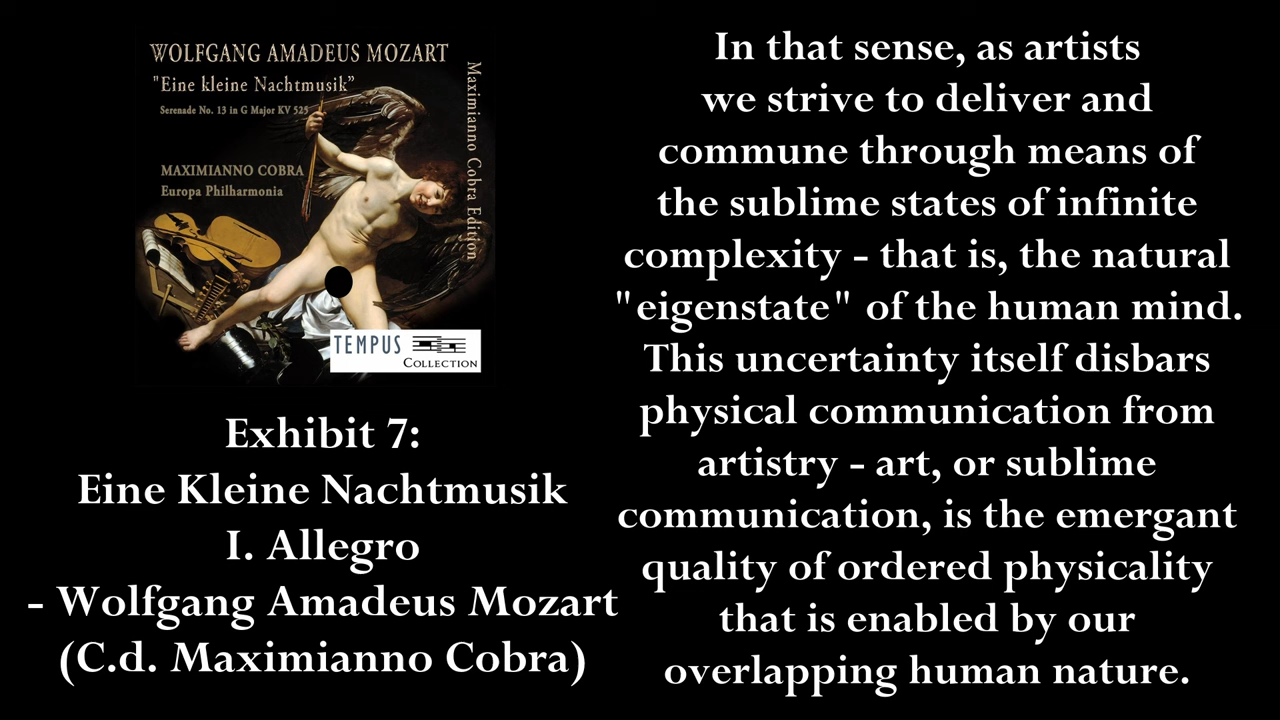 WOLFGANG AMADEUS MOZART
"Eine kleine Nachtmusik"
Serenade No. 13 in G Major KV 525
MAXIMIANNO COBRA
Europa Philharmonia
Maximianno Cobra Edition
TEMPUS
COLLECTION
Exhibit 7:
Eine Kleine Nachtmusik
I. Allegro
- Wolfgang Amadeus Mozart
(C.d. Maximianno Cobra)
In that sense, as artists
we strive to deliver and
commune through means of
the sublime states of infinite
complexity - that is, the natural
"eigenstate" of the human mind.
This uncertainty itself disbars
physical communication from
artistry - art, or sublime
communication, is the emergant
quality of ordered physicality
that is enabled by our
overlapping human nature.